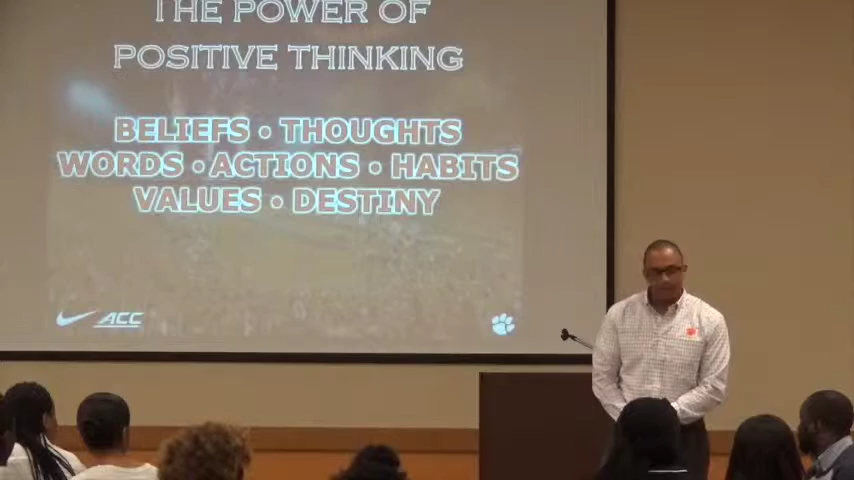 THE POWER OF
POSITIVE THINKING
BELIEFS • THOUGHTS
WORDS • ACTIONS • HABITS
VALUES • DESTINY
ACC